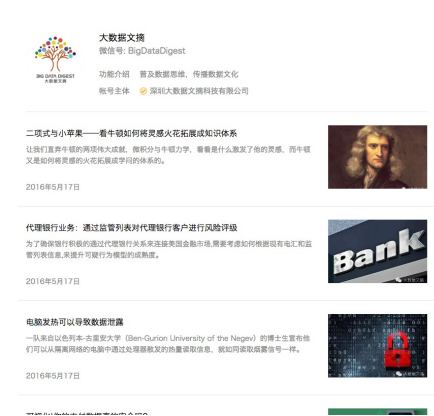 大数据文摘
微信号: BigDataDigest
BIG DATA DIGEST
大数据文摘
功能介绍 普及数据思维，传播数据文化
帐号主体 深圳大数据文摘科技有限公司
二项式与小苹果——看牛顿如何将灵感火花拓展成知识体系
让我们直弃牛顿的两项伟大成就，微积分与牛顿力学，看看是什么激发了他的灵感，而牛顿
又是如何将灵感的火花拓展成学问的体系的。
2016年5月17日
代理银行业务：通过监管列表对代理银行客户进行风险评级
为了确保银行积极的通过代理银行关系来连接美国金融市场,需要考虑如何根据现有电汇和监
管列表信息,来提升可疑行为模型的成熟度。
2016年5月17日
Bank
电脑发热可以导致数据泄露
一队来自以色列本-古里安大学（Ben-Gurion University of the Negev）的博士生宣布他
们可以从隔离网络的电脑中通过处理器散发的热量读取信息，就如同读取烟雾信号一样。
2016年5月17日